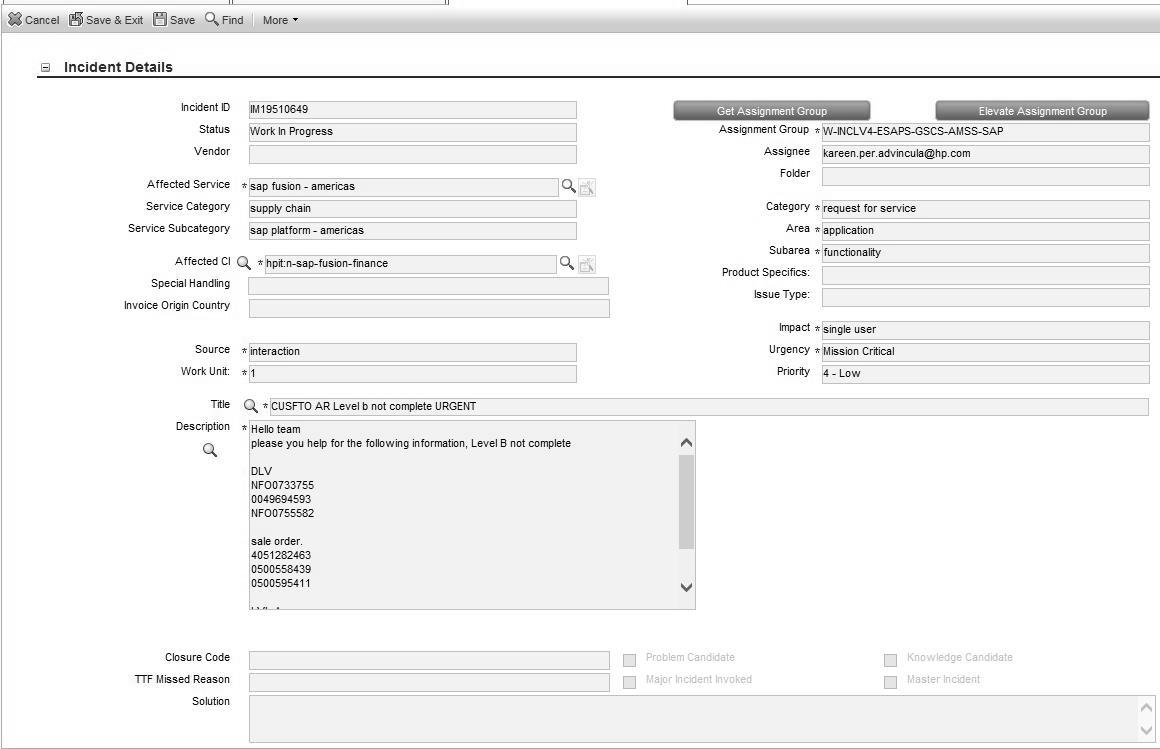 Cancel Save & Exit Save Find More
Incident Details
Incident ID IM19510649
Status Work In Progress
Vendor
Affected Service * sap fusion - americas
Service Category supply chain
Service Subcategory sap platform - americas
Affected CI * hpit:n-sap-fusion-finance
Special Handling
Invoice Origin Country
Source * interaction
Work Unit: * 1
Get Assignment Group Elevate Assignment Group
Assignment Group * W-INCLV4-ESAPS-GSCS-AMSS-SAP
Assignee kareen.per.advincula@hp.com
Folder
Category * request for service
Area * application
Subarea * functionality
Product Specifics:
Issue Type:
Impact * single user
Urgency * Mission Critical
Priority 4 - Low
Title * CUSFTO AR Level b not complete URGENT
Description * Hello team
please you help for the following information, Level B not complete
DLV
NFO0733755
0049694593
NFO0755582
sale order.
4051282463
0500558439
0500595411
Closure Code
TTF Missed Reason
Problem Candidate Knowledge Candidate
Major Incident Invoked Master Incident
Solution